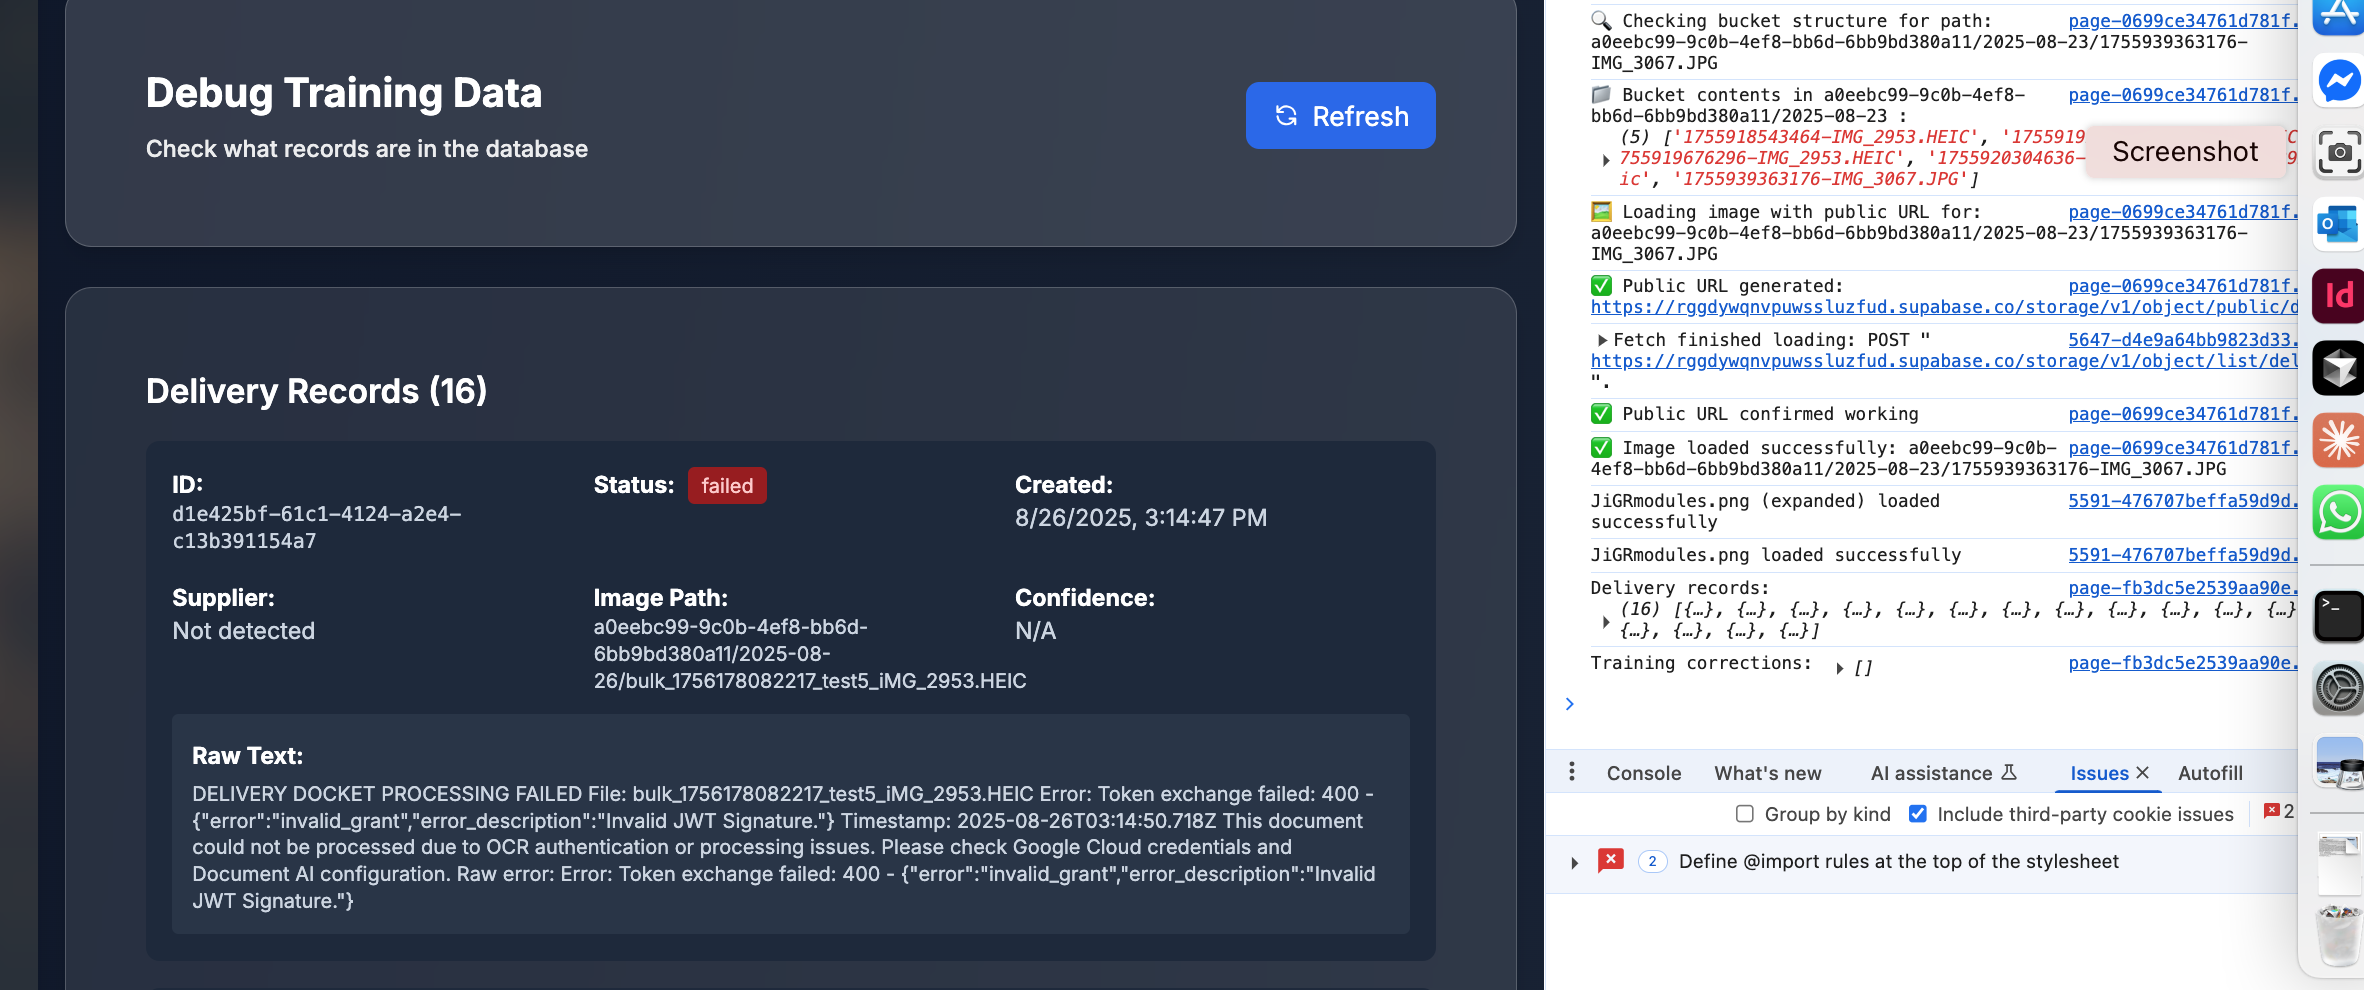 Debug Training Data
Check what records are in the database
Refresh
Delivery Records (16)
ID:
d1e425bf-61c1-4124-a2e4-
c13b391154a7
Status: failed
Created:
8/26/2025, 3:14:47 PM
Supplier:
Not detected
Image Path:
a0eebc99-9c0b-4ef8-bb6d-
6bb9bd380a11/2025-08-
26/bulk_1756178082217_test5_iMG_2953.HEIC
Confidence:
N/A
Raw Text:
DELIVERY DOCKET PROCESSING FAILED File: bulk_1756178082217_test5_iMG_2953.HEIC Error: Token exchange failed: 400 -
{"error":"invalid_grant","error_description":"Invalid JWT Signature."} Timestamp: 2025-08-26T03:14:50.718Z This document
could not be processed due to OCR authentication or processing issues. Please check Google Cloud credentials and
Document AI configuration. Raw error: Error: Token exchange failed: 400 - {"error":"invalid_grant","error_description":"Invalid
JWT Signature."}
Checking bucket structure for path: page-0699ce34761d781f.
a0eebc99-9c0b-4ef8-bb6d-6bb9bd380a11/2025-08-23/1755939363176-
IMG_3067.JPG
Bucket contents in a0eebc99-9c0b-4ef8- page-0699ce34761d781f.
bb6d-6bb9bd380a11/2025-08-23 :
(5) ['1755918543464-IMG_2953.HEIC', '1755919
755919676296-IMG_2953.HEIC', '1755920304636-
ic', '1755939363176-IMG_3067.JPG']
Screenshot
Loading image with public URL for: page-0699ce34761d781f.
a0eebc99-9c0b-4ef8-bb6d-6bb9bd380a11/2025-08-23/1755939363176-
IMG_3067.JPG
Public URL generated: page-0699ce34761d781f.
https://rggdywqnvpuwssluzfud.supabase.co/storage/v1/object/public/d
Fetch finished loading: POST " 5647-d4e9a64bb9823d33.
https://rggdywqnvpuwssluzfud.supabase.co/storage/v1/object/list/del
".
Public URL confirmed working page-0699ce34761d781f.
Image loaded successfully: a0eebc99-9c0b- page-0699ce34761d781f.
4ef8-bb6d-6bb9bd380a11/2025-08-23/1755939363176-IMG_3067.JPG
JiGRmodules.png (expanded) loaded 5591-476707beffa59d9d.
successfully
JiGRmodules.png loaded successfully 5591-476707beffa59d9d.
Delivery records: page-fb3dc5e2539aa90e.
(16) [{…}, {…}, {…}, {…}, {…}, {…}, {…}, {…}, {…}, {…}, {…}, {…}
{…}, {…}, {…}, {…}]
Training corrections: [] page-fb3dc5e2539aa90e.
Console What's new AI assistance Issues Autofill
Group by kind Include third-party cookie issues 2
2 Define @import rules at the top of the stylesheet
Id